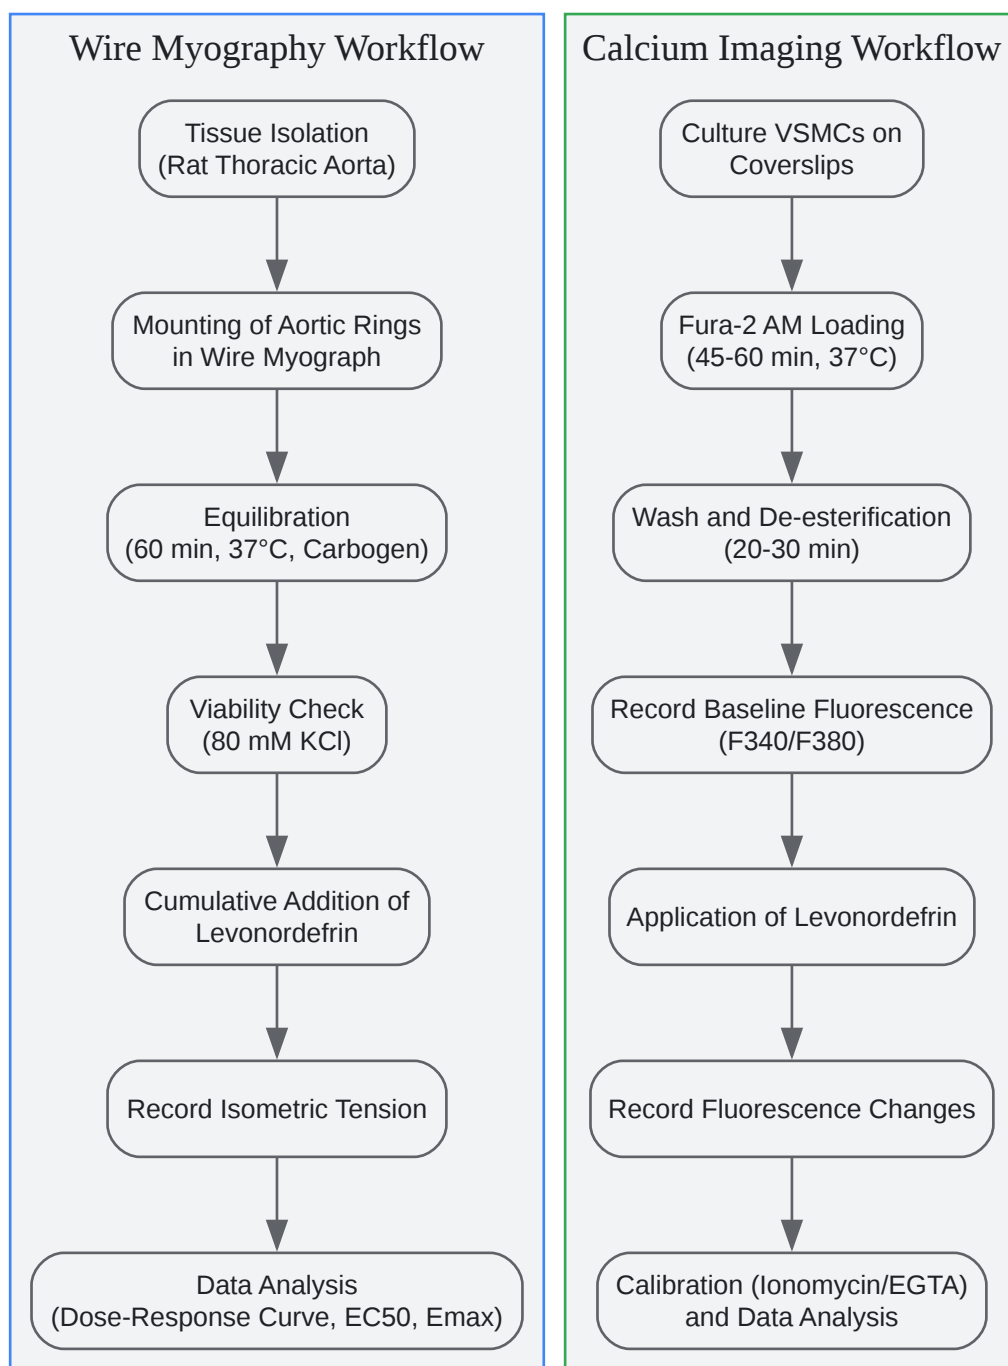 Wire Myography Workflow
Tissue Isolation
(Rat Thoracic Aorta)
Mounting of Aortic Rings
in Wire Myograph
Equilibration
(60 min, 37°C, Carbogen)
Viability Check
(80 mM KCl)
Cumulative Addition of
Levonordefrin
Record Isometric Tension
Data Analysis
(Dose-Response Curve, EC50, Emax)
Calcium Imaging Workflow
Culture VSMCs on
Coverslips
Fura-2 AM Loading
(45-60 min, 37°C)
Wash and De-esterification
(20-30 min)
Record Baseline Fluorescence
(F340/F380)
Application of Levonordefrin
Record Fluorescence Changes
Calibration (Ionomycin/EGTA)
and Data Analysis